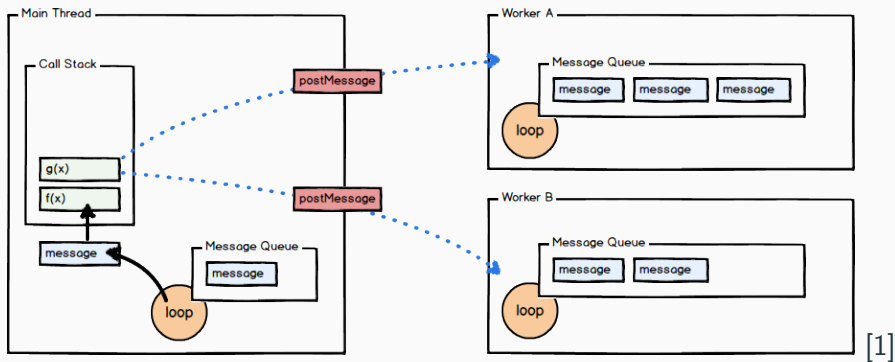 Main Thread
Call Stack
g(x)
f(x)
message
loop
Message Queue
message
postMessage
postMessage
Worker A
Message Queue
message message message
loop
Worker B
Message Queue
message message
loop
[1]